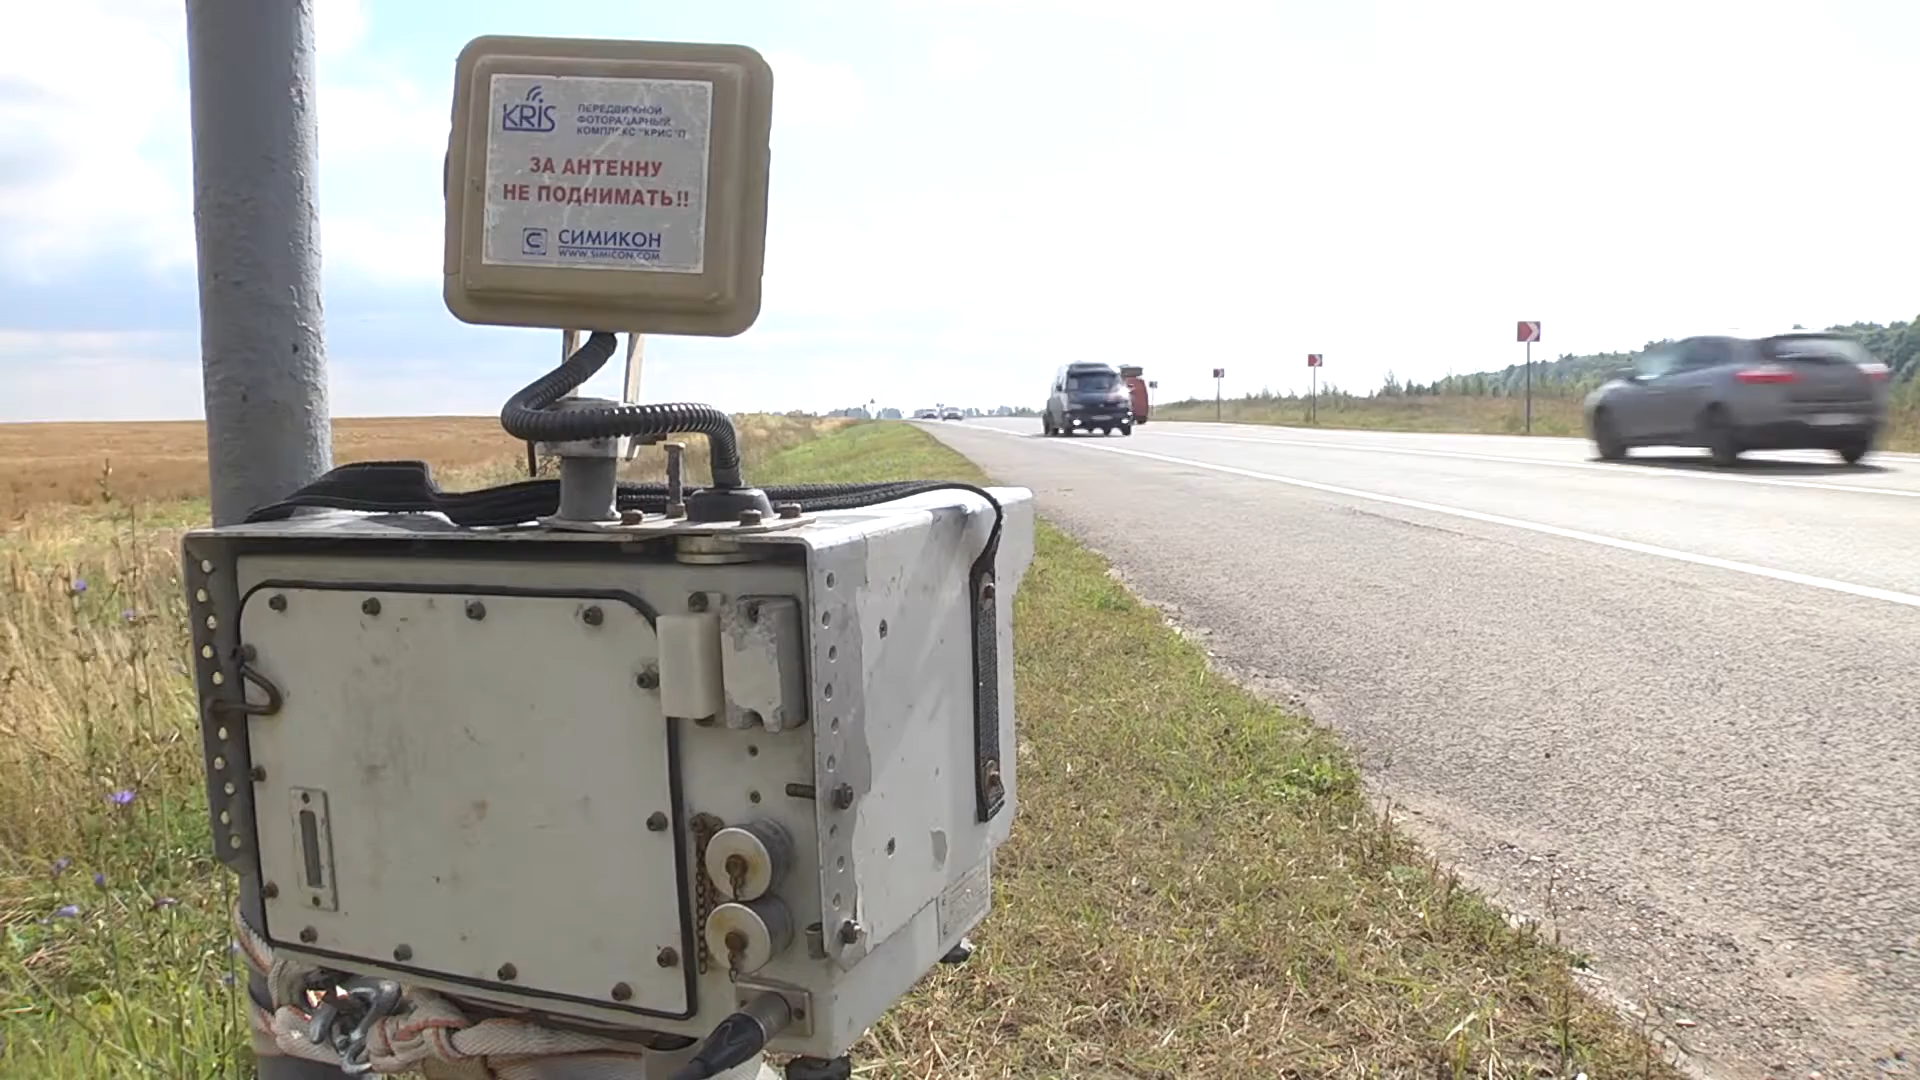 KRIS
ПЕРЕДВИЖНОЙ
ФОТОРАДАРНЫЙ
КОМПЛЕКС "КРИС"П
ЗА АНТЕННУ
НЕ ПОДНИМАТЬ!!
С СИМИКОН
WWW.SIMICON.COM